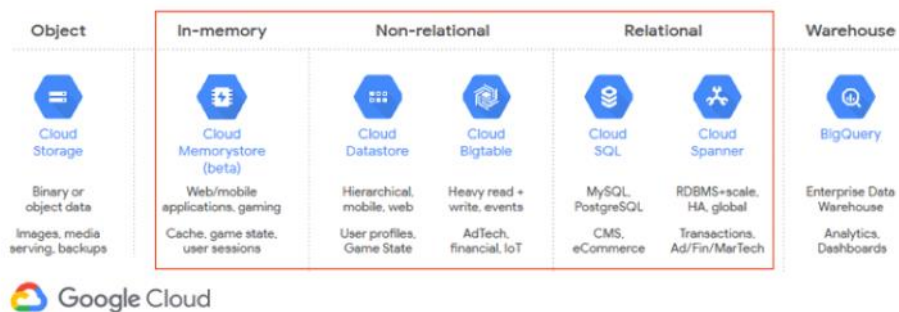 Object
In-memory
Non-relational
Relational
Warehouse
Cloud
Storage
Binary or
object data
Images, media
serving, backups
Cloud
Memorystore
(beta)
Web/mobile
applications, gaming
Cache, game state,
user sessions
Cloud
Datastore
Hierarchical,
mobile, web
User profiles,
Game State
Cloud
Bigtable
Heavy read +
write, events
AdTech,
financial, IoT
Cloud
SQL
MySQL,
PostgreSQL
CMS,
eCommerce
Cloud
Spanner
RDBMS+scale,
HA, global
Transactions,
Ad/Fin/MarTech
BigQuery
Enterprise Data
Warehouse
Analytics,
Dashboards
Google Cloud